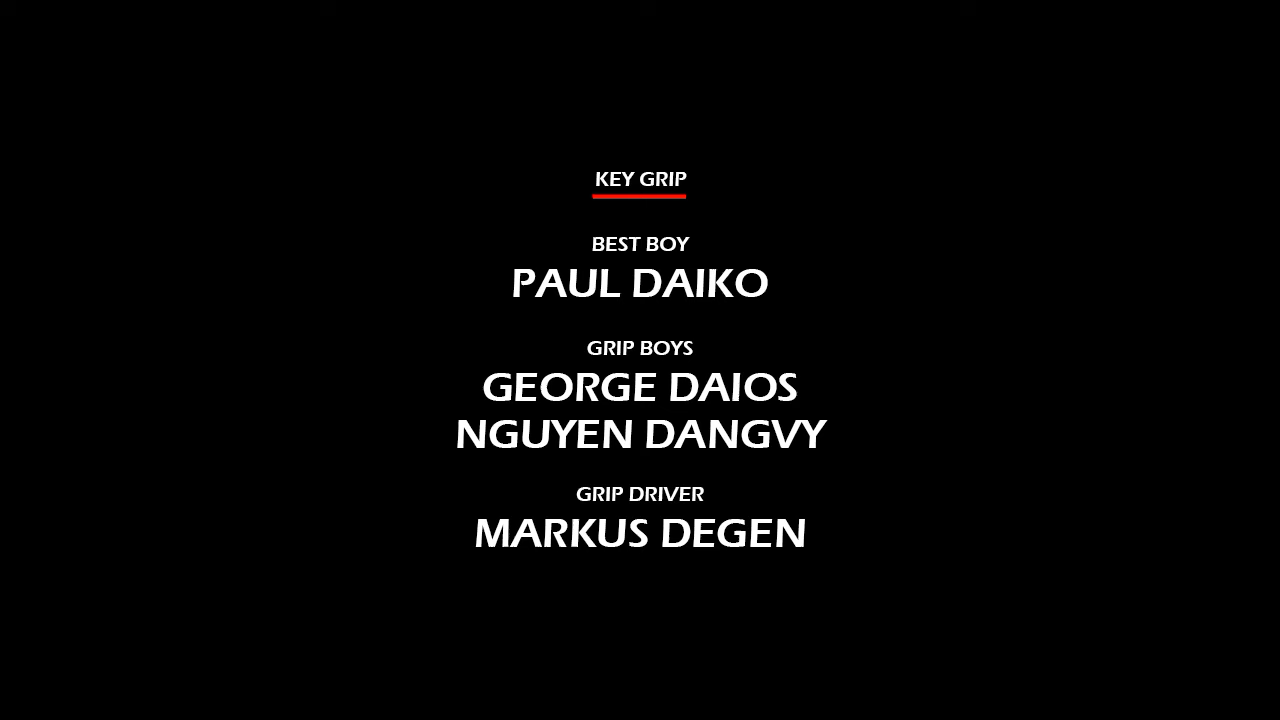 KEY GRIP
BEST BOY
PAUL DAIKO
GRIP BOYS
GEORGE DAIOS
NGUYEN DANGVY
GRIP DRIVER
MARKUS DEGEN